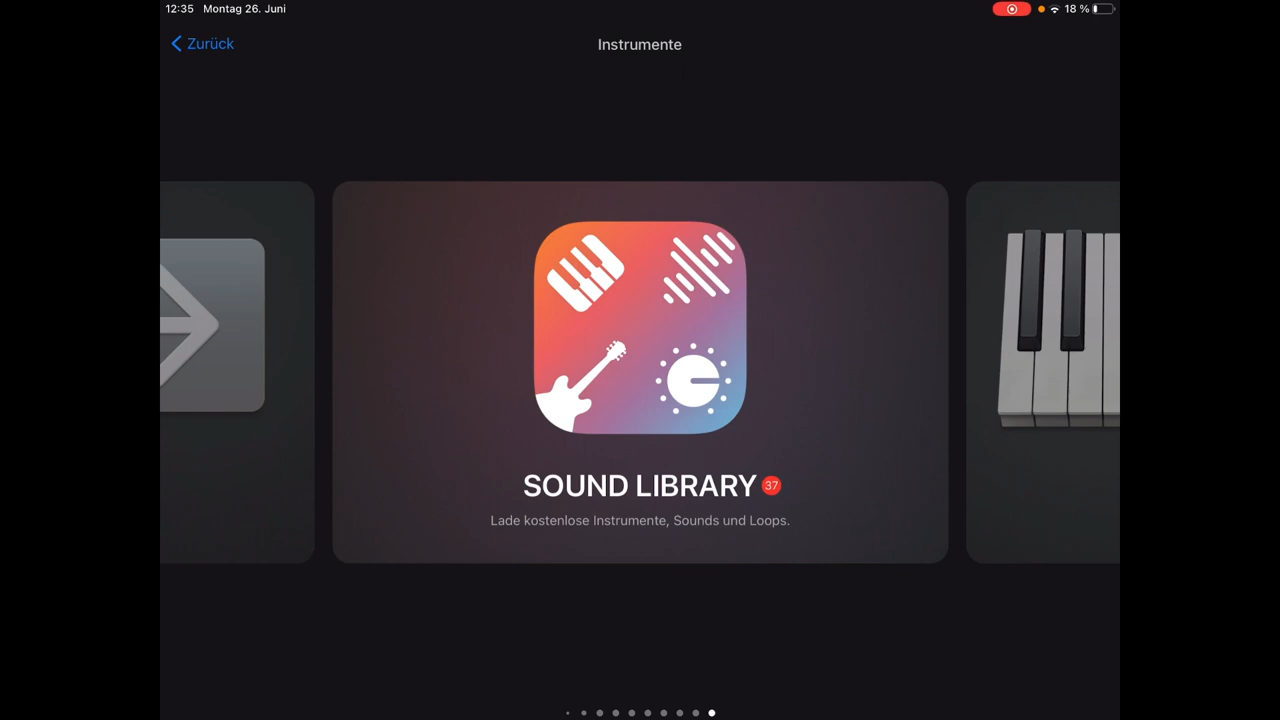 12:35 Montag 26. Juni
18 %
Zurück
Instrumente
SOUND LIBRARY 37
Lade kostenlose Instrumente, Sounds und Loops.